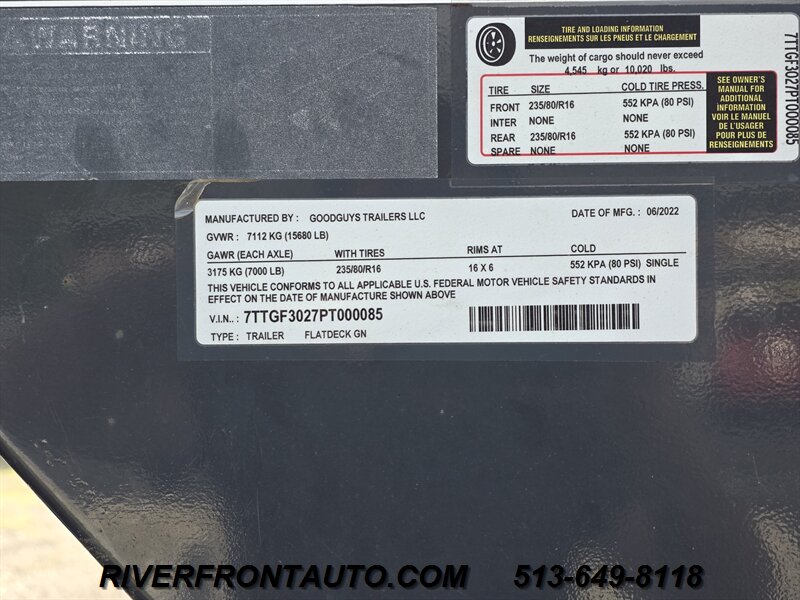 WARNING
TIRE AND LOADING INFORMATION
RENSEIGNEMENTS SUR LES PNEUS ET LE CHARGEMENT
The weight of cargo should never exceed
4,545 kg or 10,020 lbs.
TIRE SIZE COLD TIRE PRESS.
FRONT 235/80/R16 552 KPA (80 PSI)
INTER NONE NONE
REAR 235/80/R16 552 KPA (80 PSI)
SPARE NONE NONE
SEE OWNER'S
MANUAL FOR
ADDITIONAL
INFORMATION
VOIR LE MANUEL
DE L'USAGER
POUR PLUS DE
RENSEIGNEMENTS
7TTGF3027PT000085
MANUFACTURED BY : GOODGUYS TRAILERS LLC DATE OF MFG. : 06/2022
GVWR : 7112 KG (15680 LB)
GAWR (EACH AXLE) WITH TIRES RIMS AT COLD
3175 KG (7000 LB) 235/80/R16 16 X 6 552 KPA (80 PSI) SINGLE
THIS VEHICLE CONFORMS TO ALL APPLICABLE U.S. FEDERAL MOTOR VEHICLE SAFETY STANDARDS IN
EFFECT ON THE DATE OF MANUFACTURE SHOWN ABOVE
V.I.N.. : 7TTGF3027PT000085
TYPE : TRAILER FLATDECK GN
RIVERFRONTAUTO.COM 513-649-8118